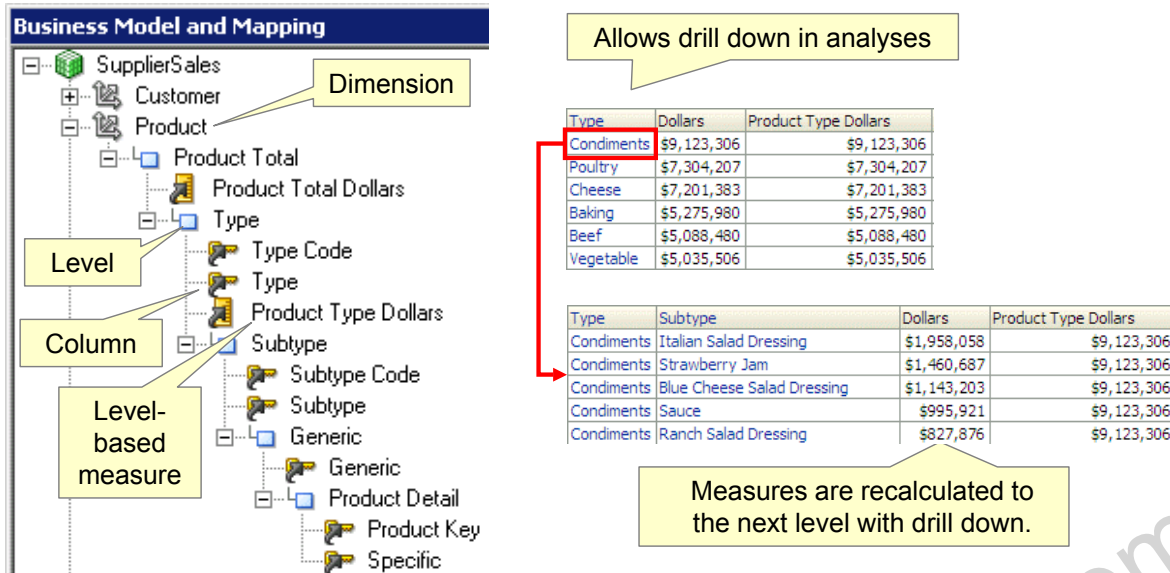 Business Model and Mapping
SupplierSales
Customer
Product
Product Total
Product Total Dollars
Type
Type Code
Type
Product Type Dollars
Subtype
Subtype Code
Subtype
Generic
Generic
Product Detail
Product Key
Specific
Dimension
Level
Column
Level-
based
measure
Allows drill down in analyses
Type Dollars Product Type Dollars
Condiments $9,123,306 $9,123,306
Poultry $7,304,207 $7,304,207
Cheese $7,201,383 $7,201,383
Baking $5,275,980 $5,275,980
Beef $5,088,480 $5,088,480
Vegetable $5,035,506 $5,035,506
Type Subtype Dollars Product Type Dollars
Condiments Italian Salad Dressing $1,958,058 $9,123,306
Condiments Strawberry Jam $1,460,687 $9,123,306
Condiments Blue Cheese Salad Dressing $1,143,203 $9,123,306
Condiments Sauce $995,921 $9,123,306
Condiments Ranch Salad Dressing $827,876 $9,123,306
Measures are recalculated to
the next level with drill down.